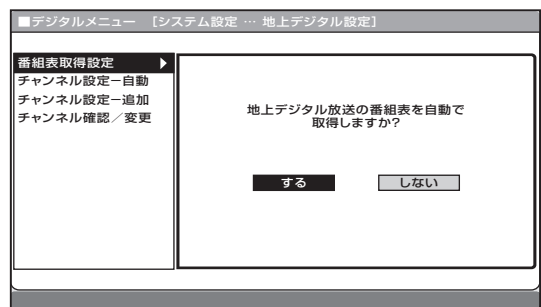 ■デジタルメニュー [システム設定 … 地上デジタル設定]
番組表取得設定 ▶
チャンネル設定－自動
チャンネル設定－追加
チャンネル確認／変更
地上デジタル放送の番組表を自動で
取得しますか?
する しない